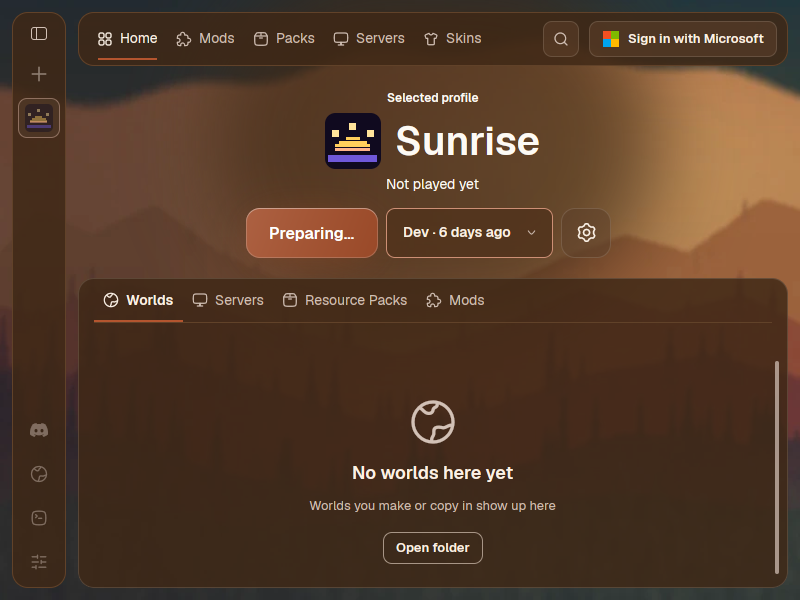 Home
Mods
Packs
Servers
Skins
Sign in with Microsoft
Selected profile
Sunrise
Not played yet
Preparing...
Dev · 6 days ago
Worlds
Servers
Resource Packs
Mods
No worlds here yet
Worlds you make or copy in show up here
Open folder